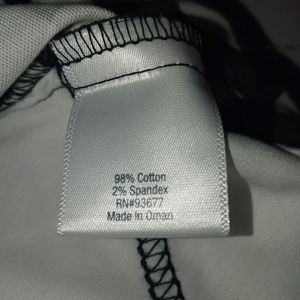 98% Cotton
2% Spandex
RN#93677
Made in Oman